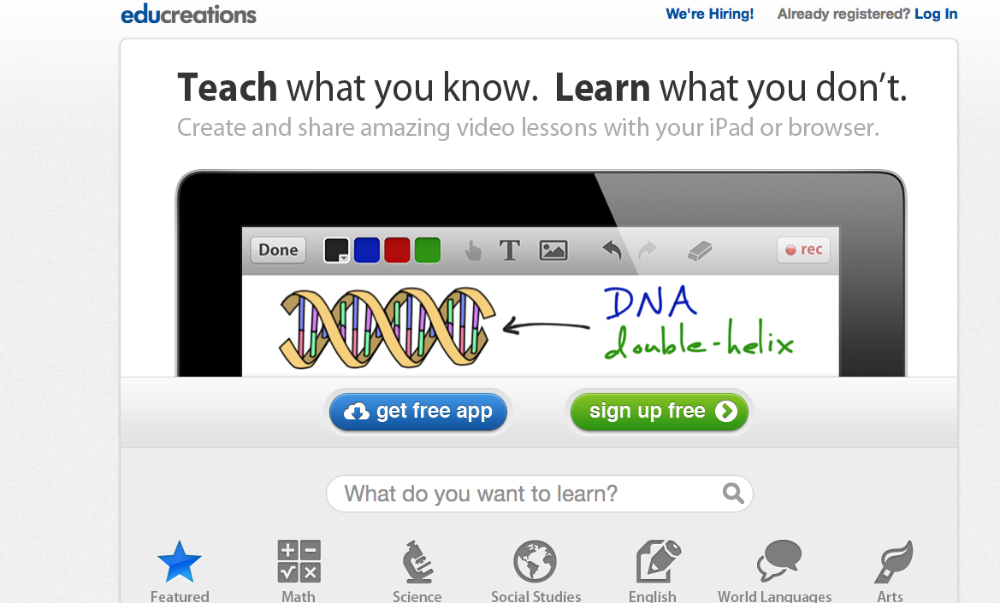 educreations
We're Hiring! Already registered? Log In
Teach what you know. Learn what you don't.
Create and share amazing video lessons with your iPad or browser.
Done T rec
DNA
double-helix
get free app sign up free
What do you want to learn?
Featured Math Science Social Studies English World Languages Arts